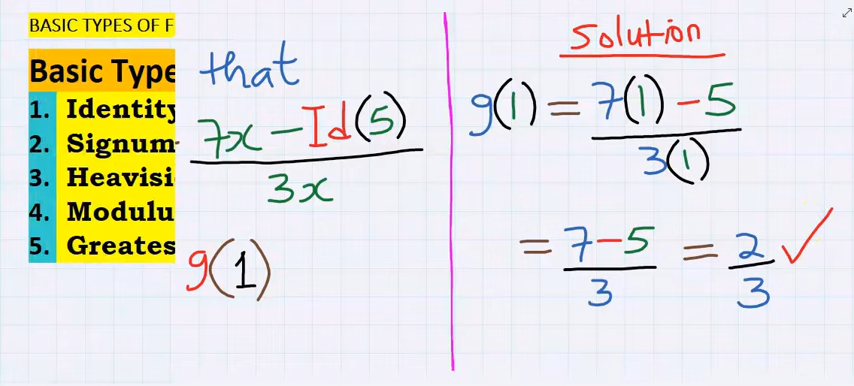 BASIC TYPES OF F
Basic Type
1. Identity
2. Signum
3. Heavisi
4. Modulu
5. Greates
that
7x - Id(5)
3x
g(1)
Solution
g(1) = 7(1) - 5
3(1)
= 7 - 5 = 2 ✓
3 3